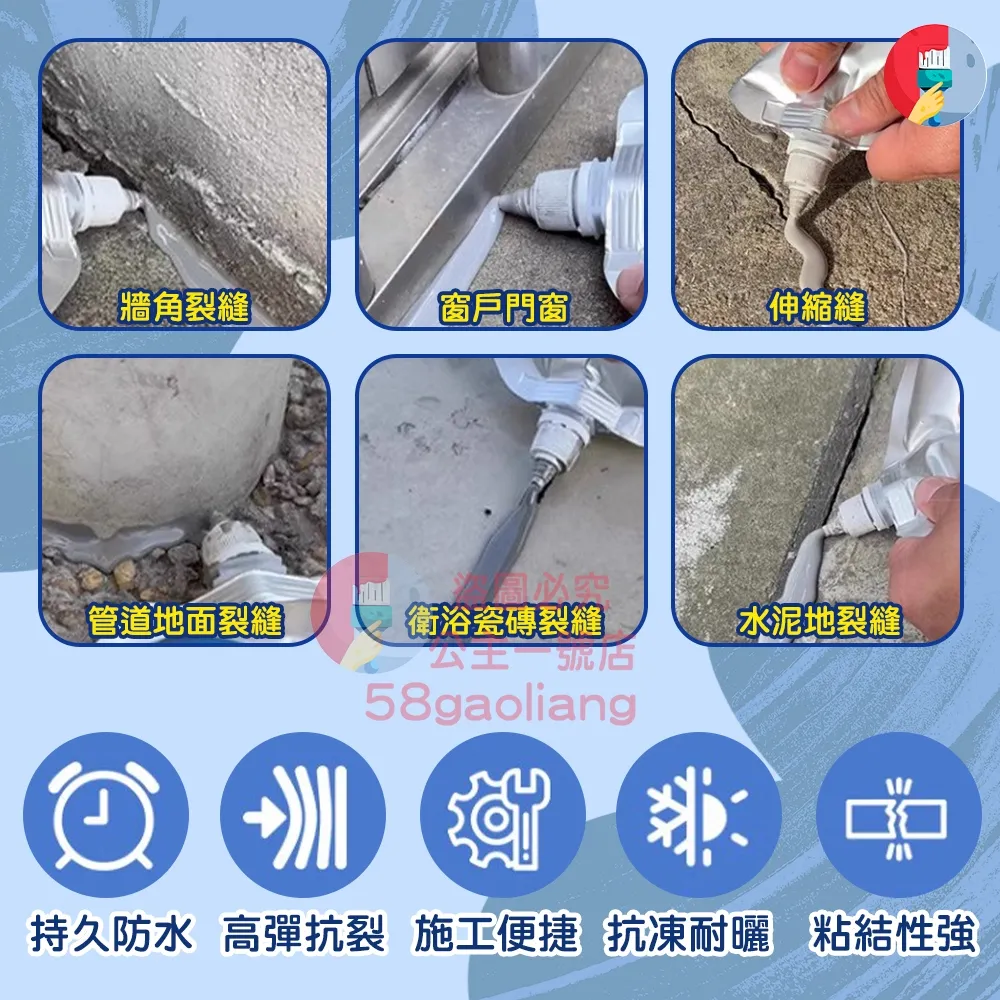 牆角裂縫
窗戶門窗
伸縮縫
管道地面裂縫
衛浴瓷磚裂縫
水泥地裂縫
盜圖必究
公主一號店
58gaoliang
持久防水
高彈抗裂
施工便捷
抗凍耐曬
粘結性強